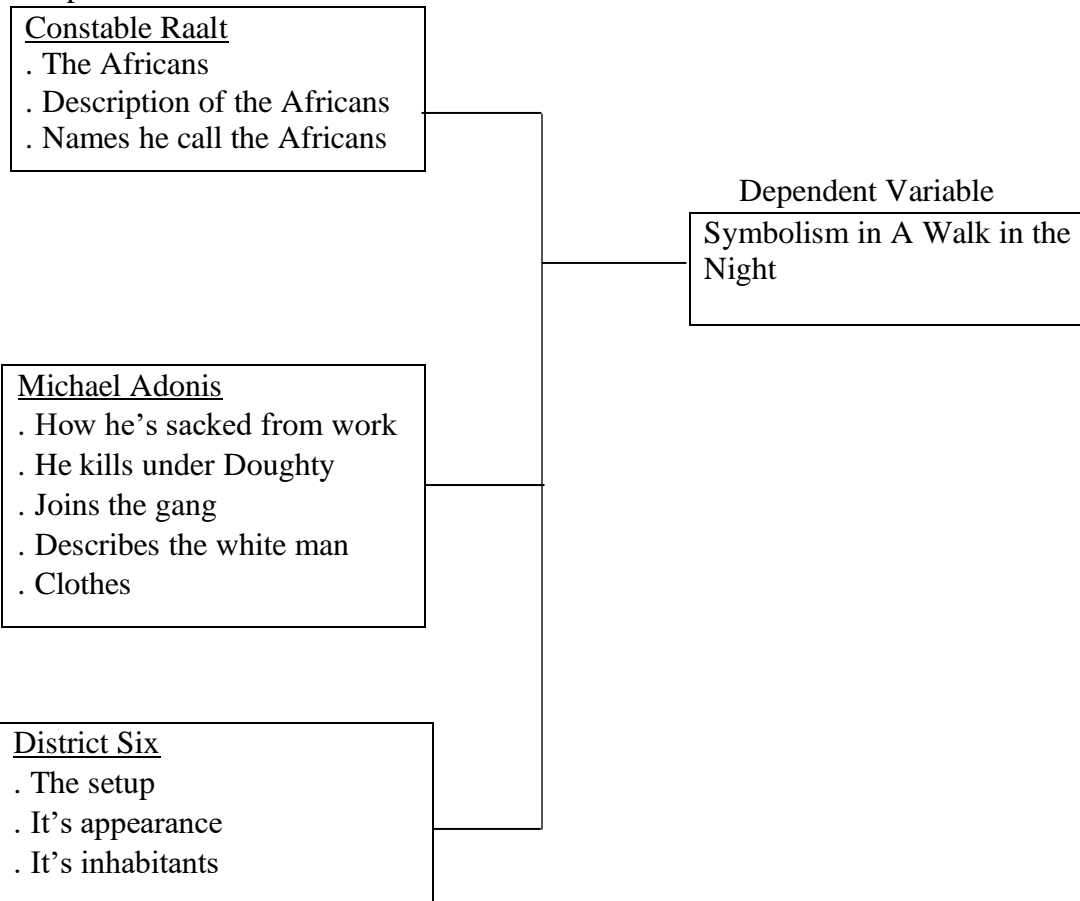 Constable Raalt
. The Africans
. Description of the Africans
. Names he call the Africans
Dependent Variable
Symbolism in A Walk in the
Night
Michael Adonis
. How he’s sacked from work
. He kills under Doughty
. Joins the gang
. Describes the white man
. Clothes
District Six
. The setup
. It’s appearance
. It’s inhabitants